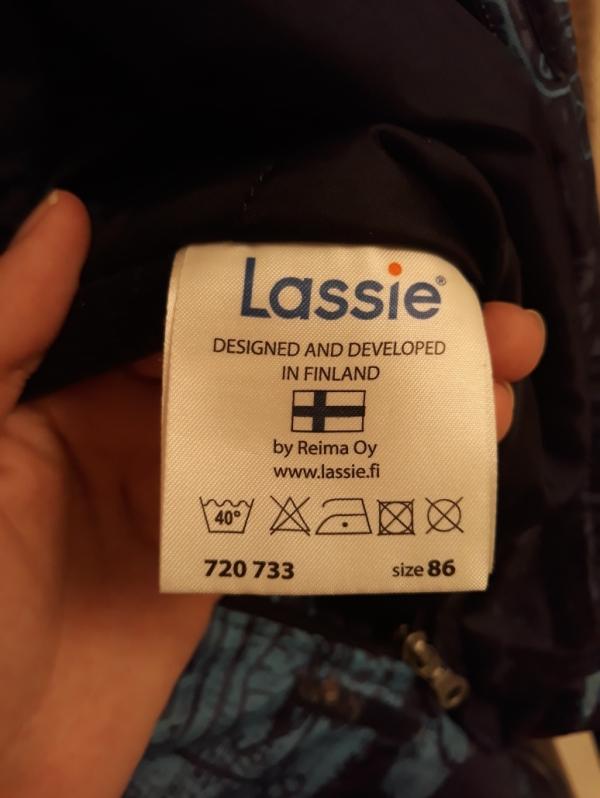 Lassie®
DESIGNED AND DEVELOPED
IN FINLAND
by Reima Oy
www.lassie.fi
40°
720 733 size 86